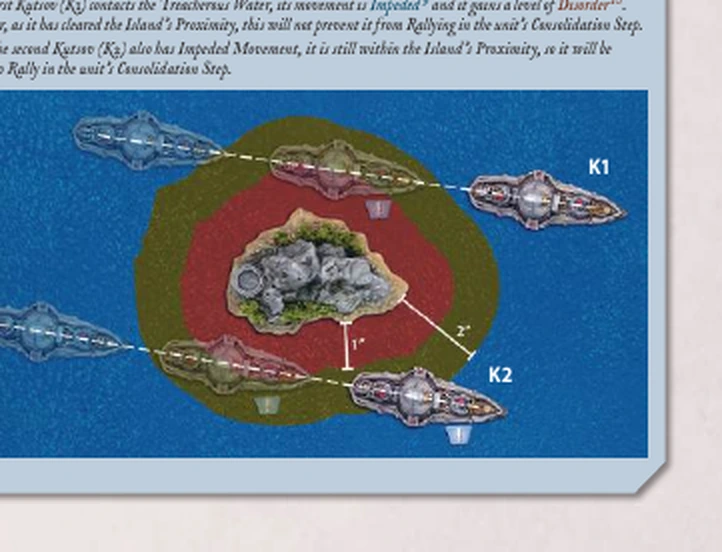 rst Kutsov (K1) contacts the Treacherous Water, its movement is Impeded and it gains a level of Disorder
r, as it has cleared the Island's Proximity, this will not prevent it from Rallying in the unit's Consolidation Step.
he second Kutsov (K2) also has Impeded Movement, it is still within the Island's Proximity, so it will be
o Rally in the unit's Consolidation Step.
K1
2"
1"
K2